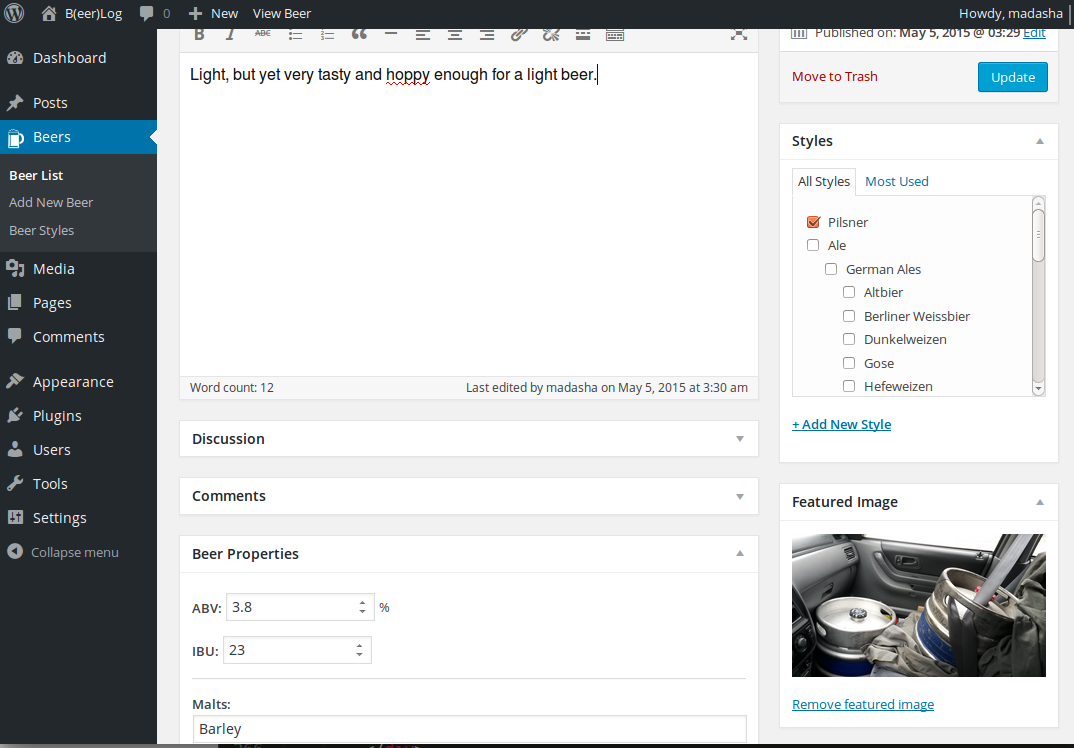 B(eer)Log 0 New View Beer Howdy, madasha
Dashboard
Posts
Beers
Beer List
Add New Beer
Beer Styles
Media
Pages
Comments
Appearance
Plugins
Users
Tools
Settings
Collapse menu
B I ABC
Light, but yet very tasty and hoppy enough for a light beer.
Word count: 12 Last edited by madasha on May 5, 2015 at 3:30 am
Discussion
Comments
Beer Properties
ABV: 3.8 %
IBU: 23
Malts:
Barley
Published on: May 5, 2015 @ 03:29 Edit
Move to Trash Update
Styles
All Styles Most Used
Pilsner
Ale
German Ales
Altbier
Berliner Weissbier
Dunkelweizen
Gose
Hefeweizen
+ Add New Style
Featured Image
Remove featured image